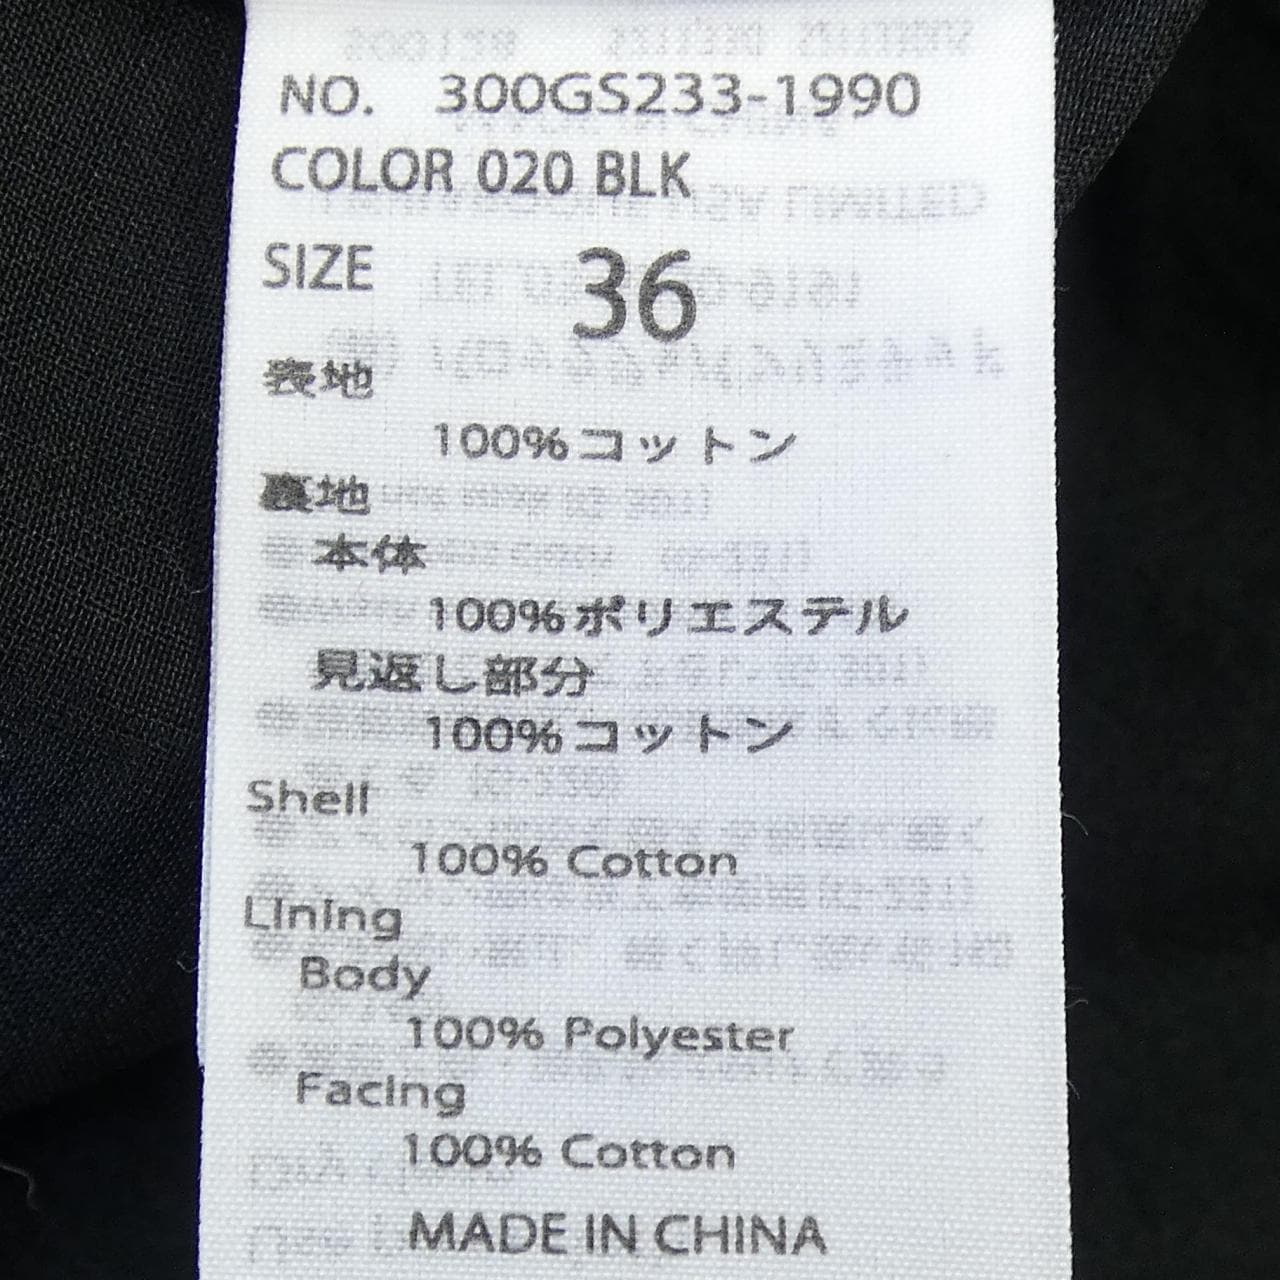 NO. 300GS233-1990
COLOR 020 BLK
SIZE 36
表地
100%コットン
裏地
本体
100%ポリエステル
見返し部分
100%コットン
Shell
100% Cotton
Lining
Body
100% Polyester
Facing
100% Cotton
MADE IN CHINA